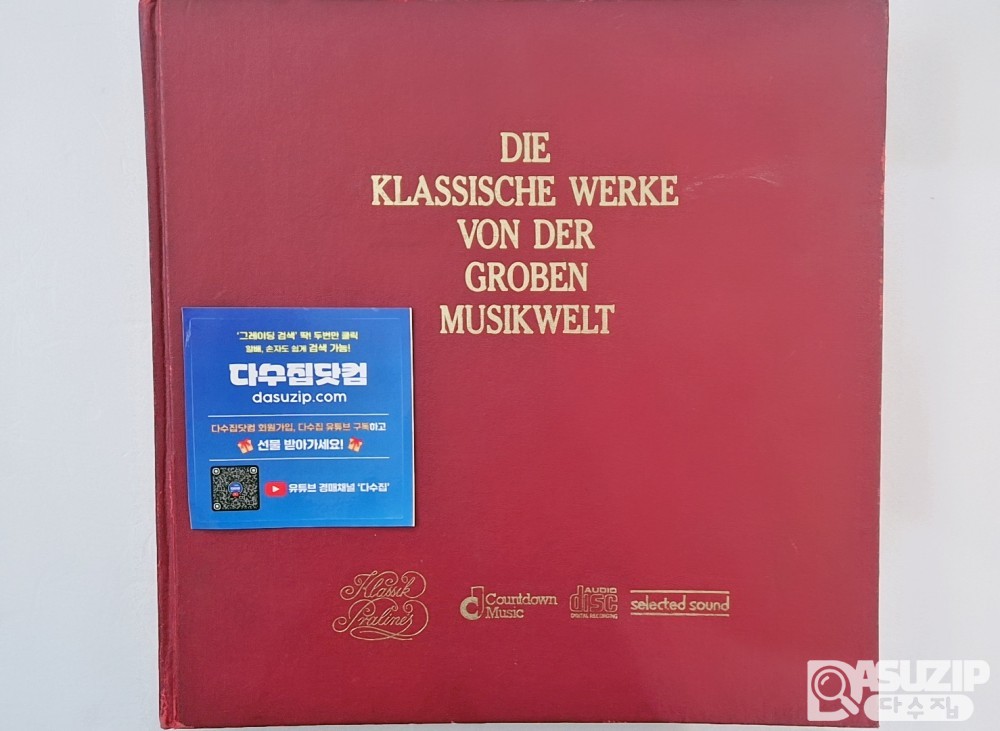 DIE
KLASSISCHE WERKE
VON DER
GROBEN
MUSIKWELT
'그레이딩 검색' 딱! 두번만 클릭
할배, 손자도 쉽게 검색 가능!
다수집닷컴
dasuzip.com
다수집닷컴 회원가입, 다수집 유튜브 구독하고
선물 받아가세요!
유튜브 경매채널 '다수집'
Klassik
Pralines
Countdown
Music
AUDIO
disc
DIGITAL RECORDING
selected sound
DASUZIP
다수집